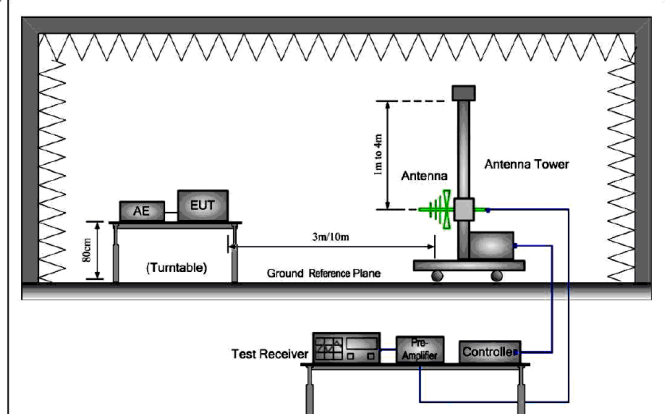 1m to 4m
Antenna Tower
Antenna
AE
EUT
80cm
3m/10m
(Turntable)
Ground Reference Plane
Test Receiver
Pre-
Amplifier
Controller